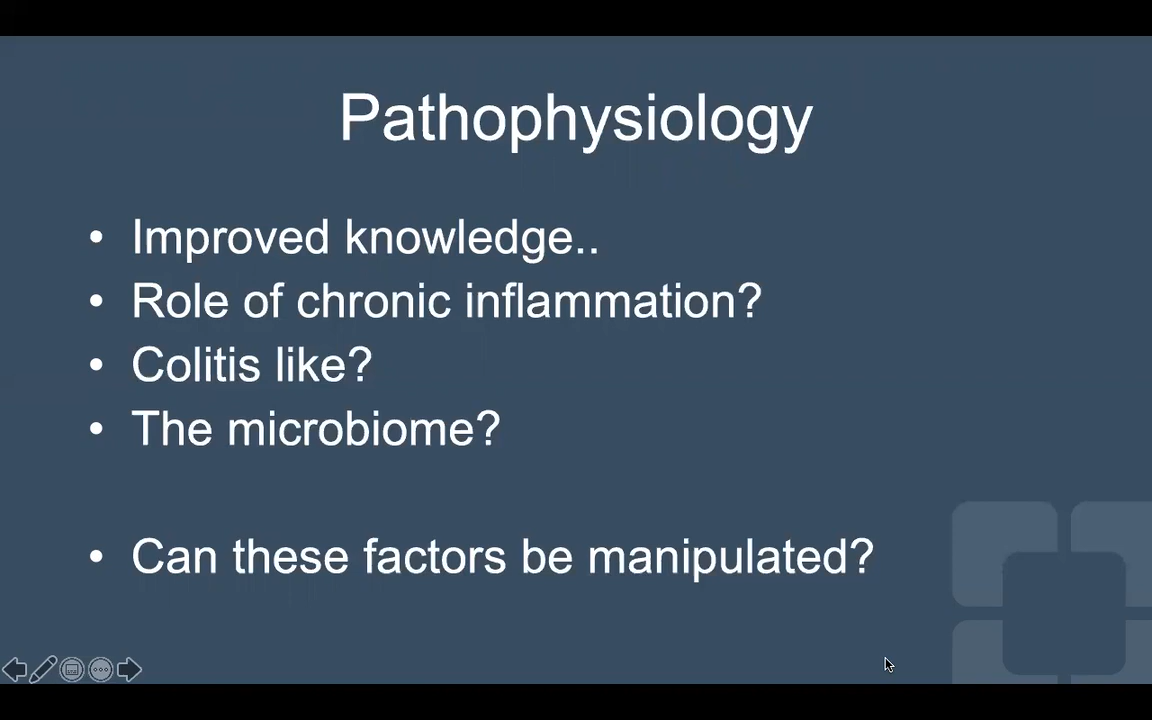 Pathophysiology
• Improved knowledge..
• Role of chronic inflammation?
• Colitis like?
• The microbiome?
• Can these factors be manipulated?